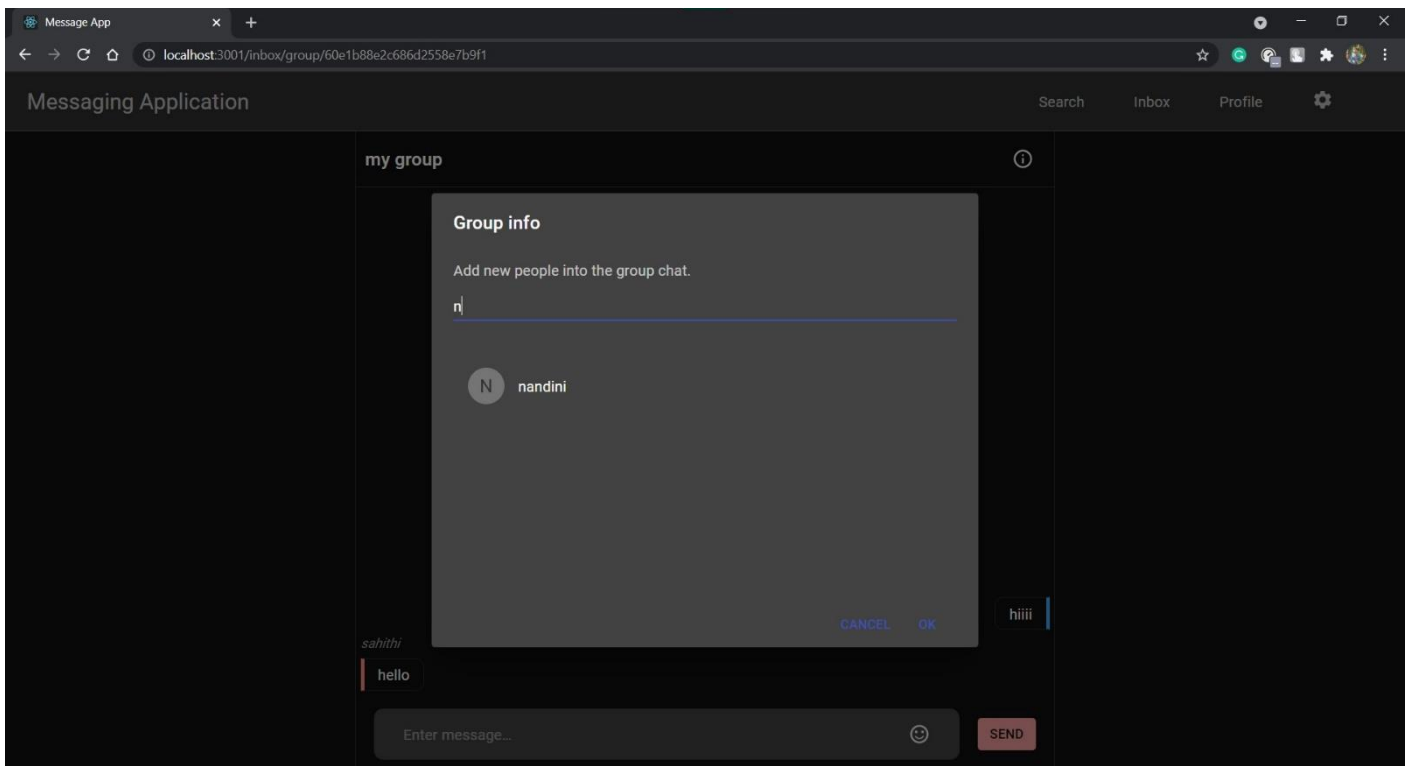 Message App
localhost:3001/inbox/group/60e1b88e2c686d2558e7b9f1
Messaging Application
Search Inbox Profile
my group
Group info
Add new people into the group chat.
n
N nandini
CANCEL OK
hiiii
sahithi
hello
Enter message...
SEND